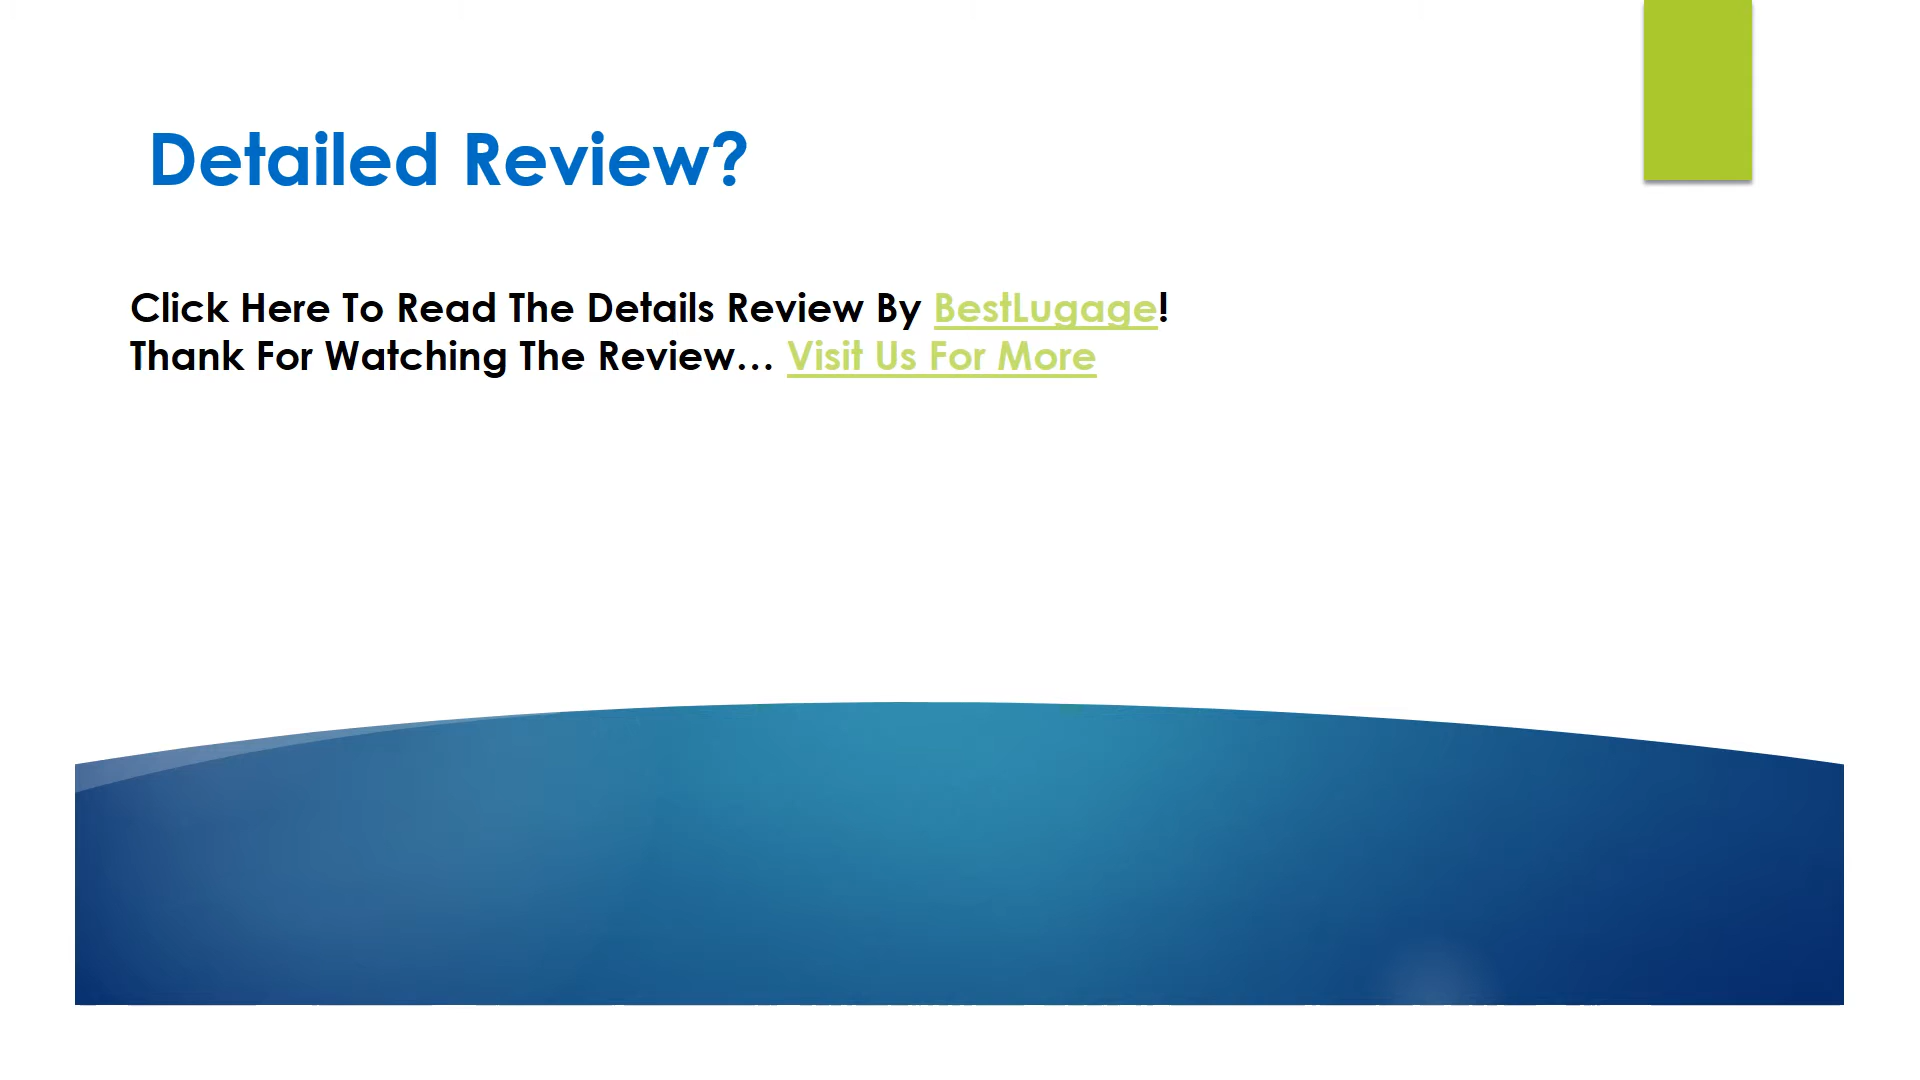 Detailed Review?
Click Here To Read The Details Review By BestLugage!
Thank For Watching The Review… Visit Us For More